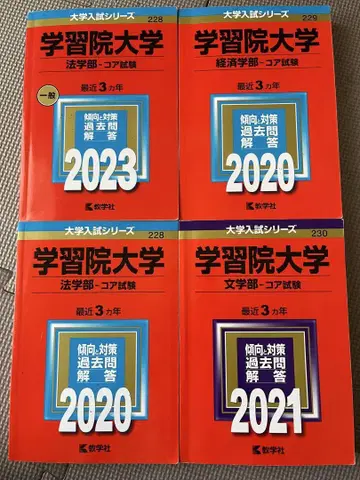 大学入試シリーズ 228
学習院大学
法学部-コア試験
一般
最近3カ年
傾向と対策
過去問
解答
2023
教学社
大学入試シリーズ 229
学習院大学
経済学部-コア試験
最近3カ年
傾向と対策
過去問
解答
2020
教学社
大学入試シリーズ 228
学習院大学
法学部-コア試験
最近3カ年
傾向と対策
過去問
解答
2020
教学社
大学入試シリーズ 230
学習院大学
文学部-コア試験
最近3カ年
傾向と対策
過去問
解答
2021
教学社